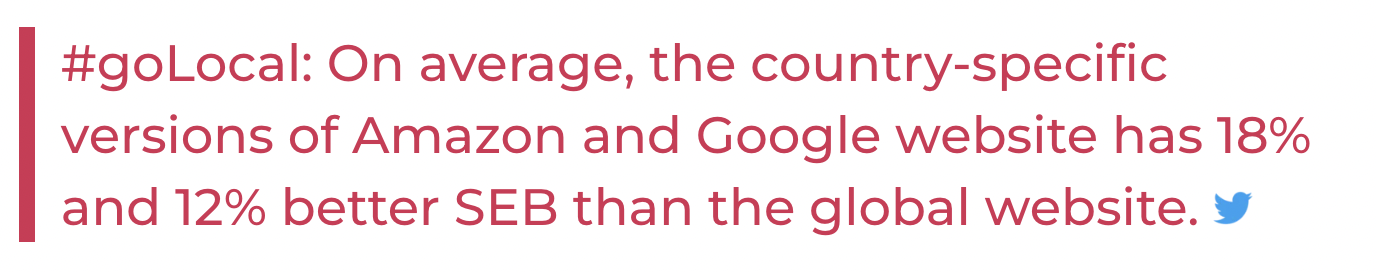 #goLocal: On average, the country-specific
versions of Amazon and Google website has 18%
and 12% better SEB than the global website.